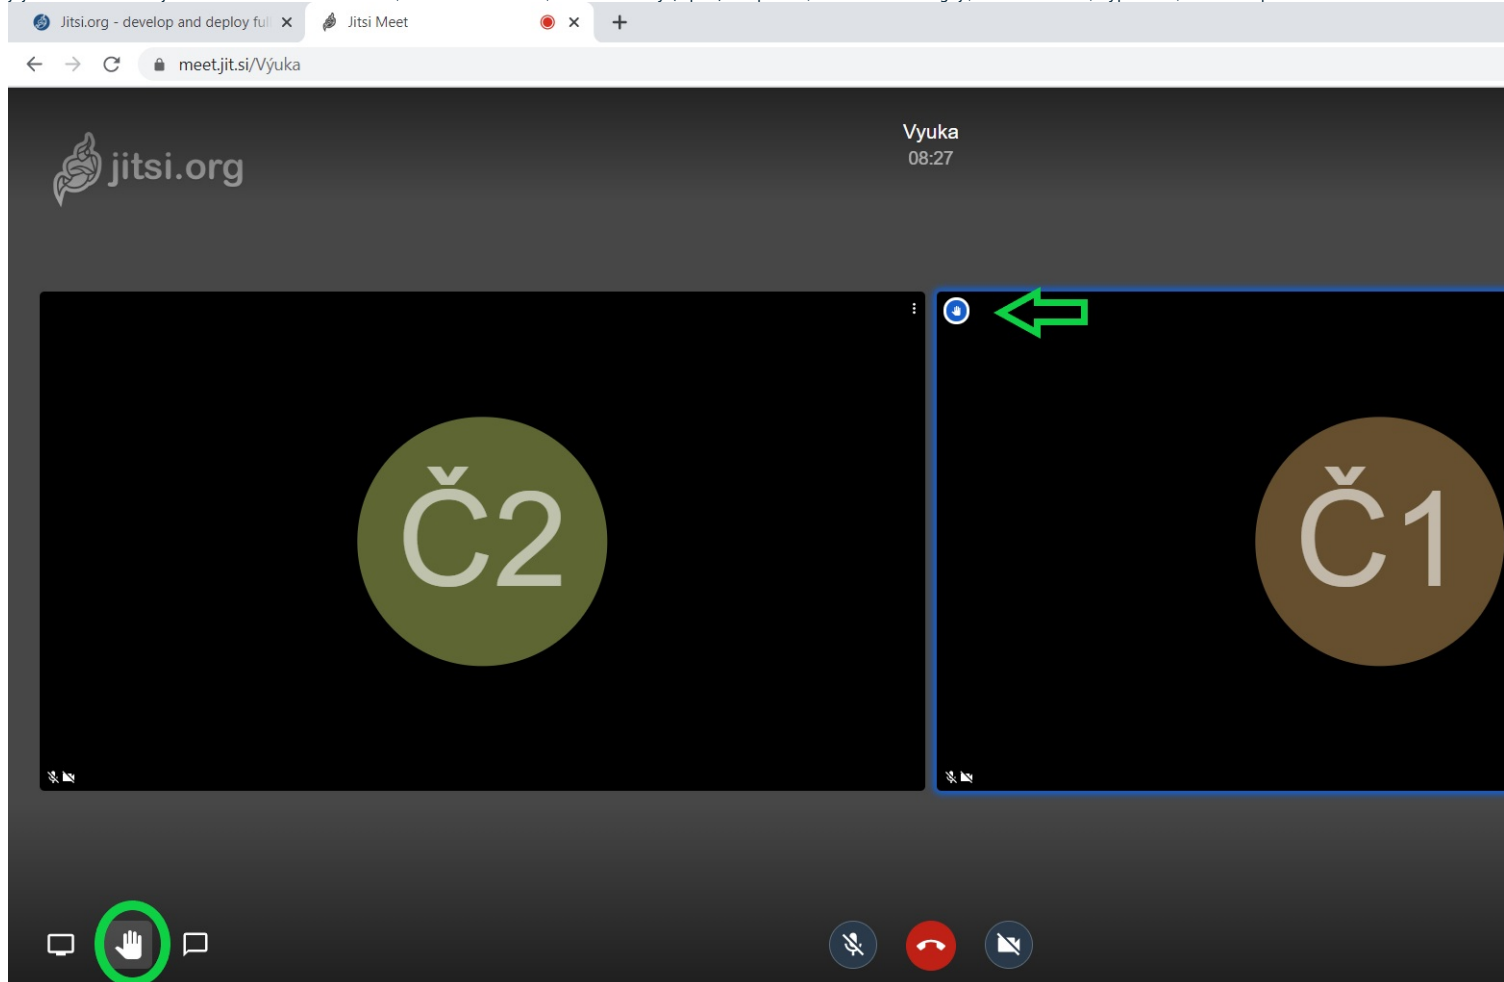 Jitsi.org - develop and deploy ful
Jitsi Meet
meet.jit.si/Výuka
jitsi.org
Vyuka
08:27
Č2
Č1